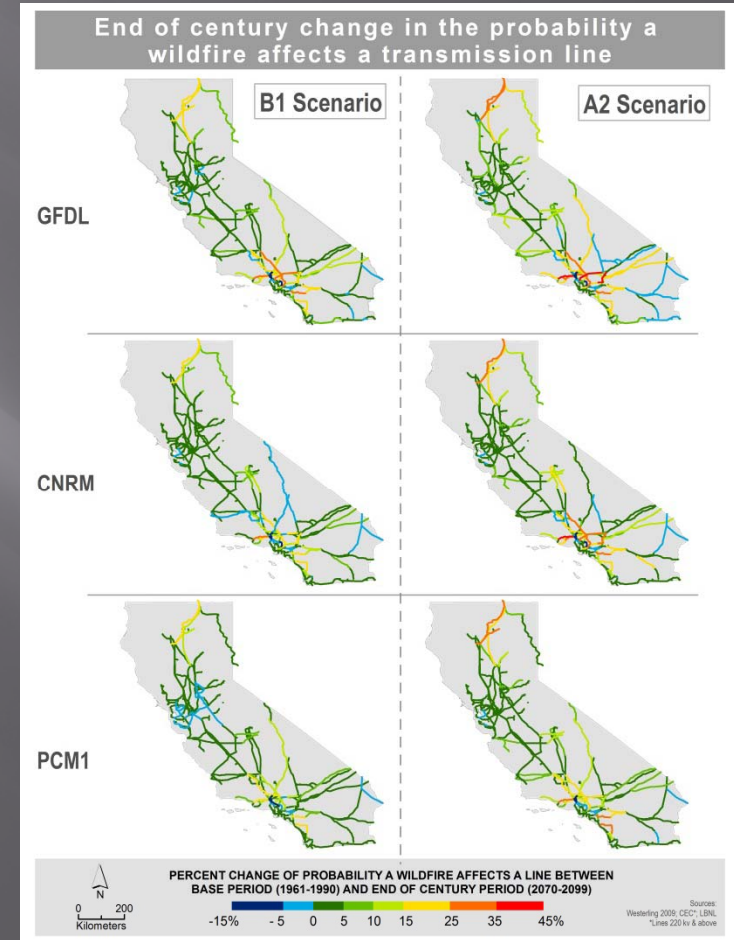 End of century change in the probability a
wildfire affects a transmission line
B1 Scenario
A2 Scenario
GFDL
CNRM
PCM1
N
0 200
Kilometers
PERCENT CHANGE OF PROBABILITY A WILDFIRE AFFECTS A LINE BETWEEN
BASE PERIOD (1961-1990) AND END OF CENTURY PERIOD (2070-2099)
-15% - 5 0 5 10 15 25 35 45%
Sources:
Westerling 2009; CEC*; LBNL
*Lines 220 kv & above